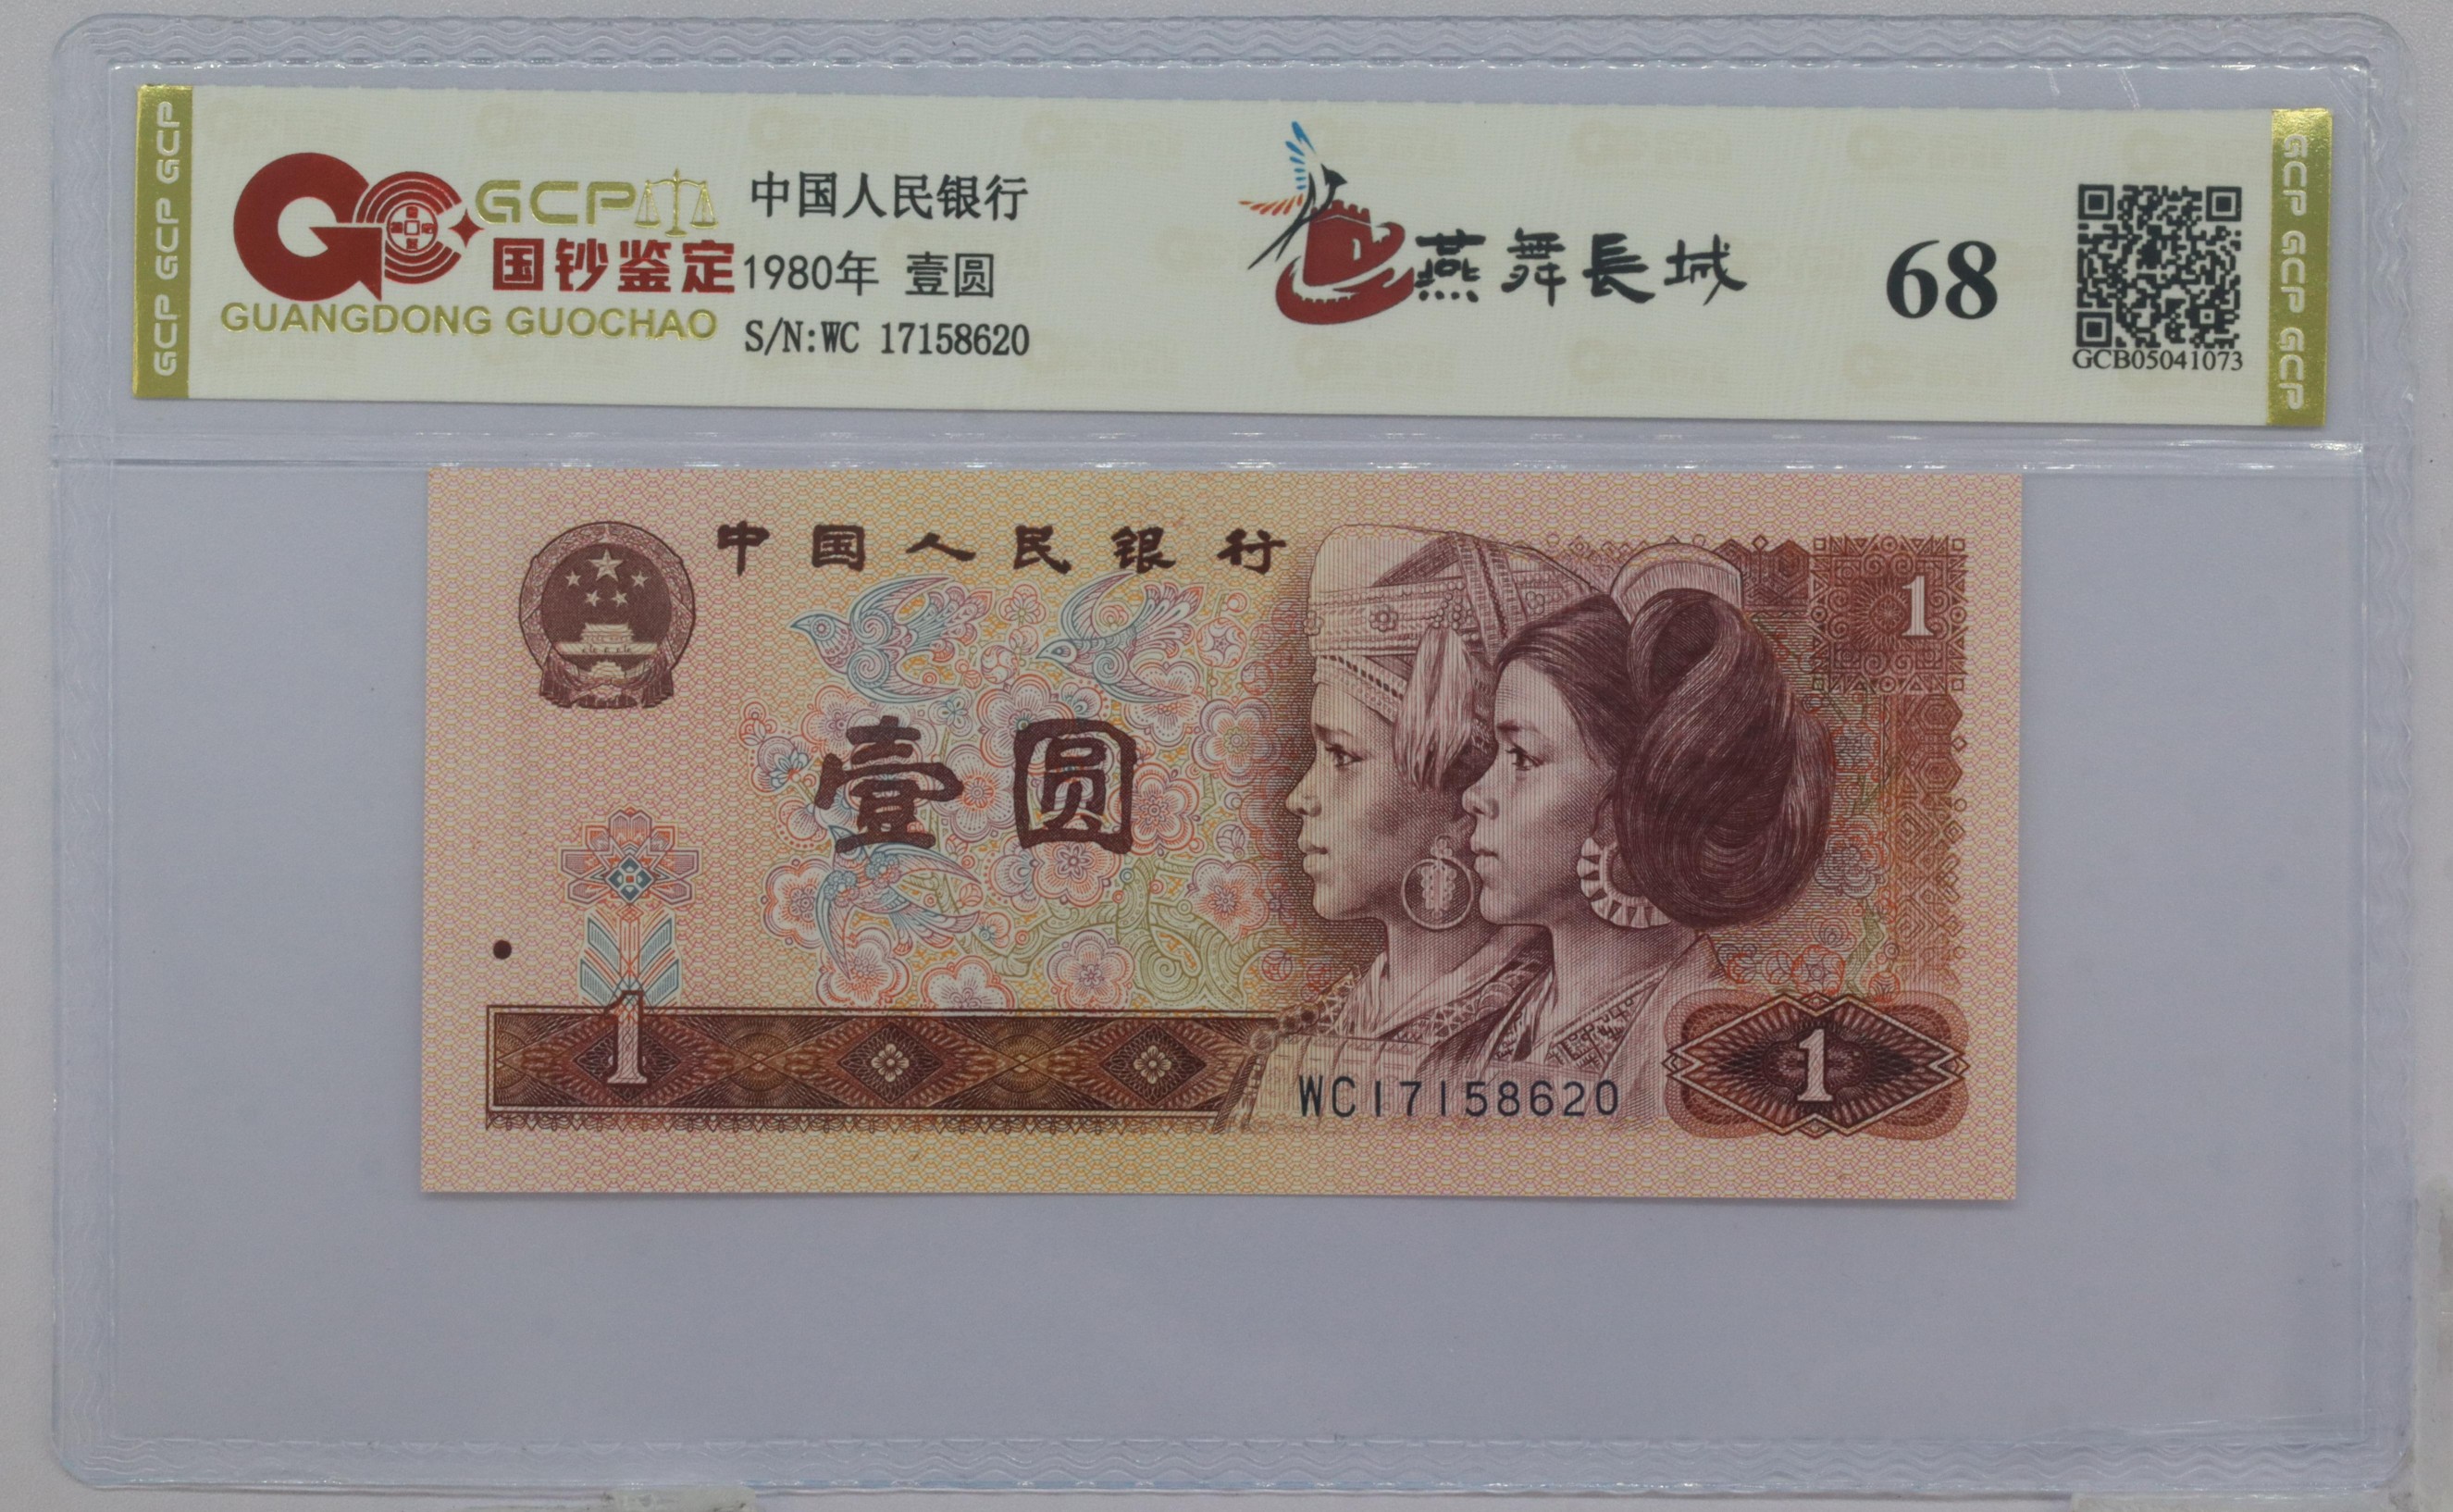 GCP GCP GCP
GCP
国钞鉴定
GUANGDONG GUOCHAO
中国人民银行
1980年 壹圆
S/N:WC 17158620
燕舞長城
68
GCB05041073
GCP GCP GCP
中国人民银行
1
壹圆
1
WC17158620
1